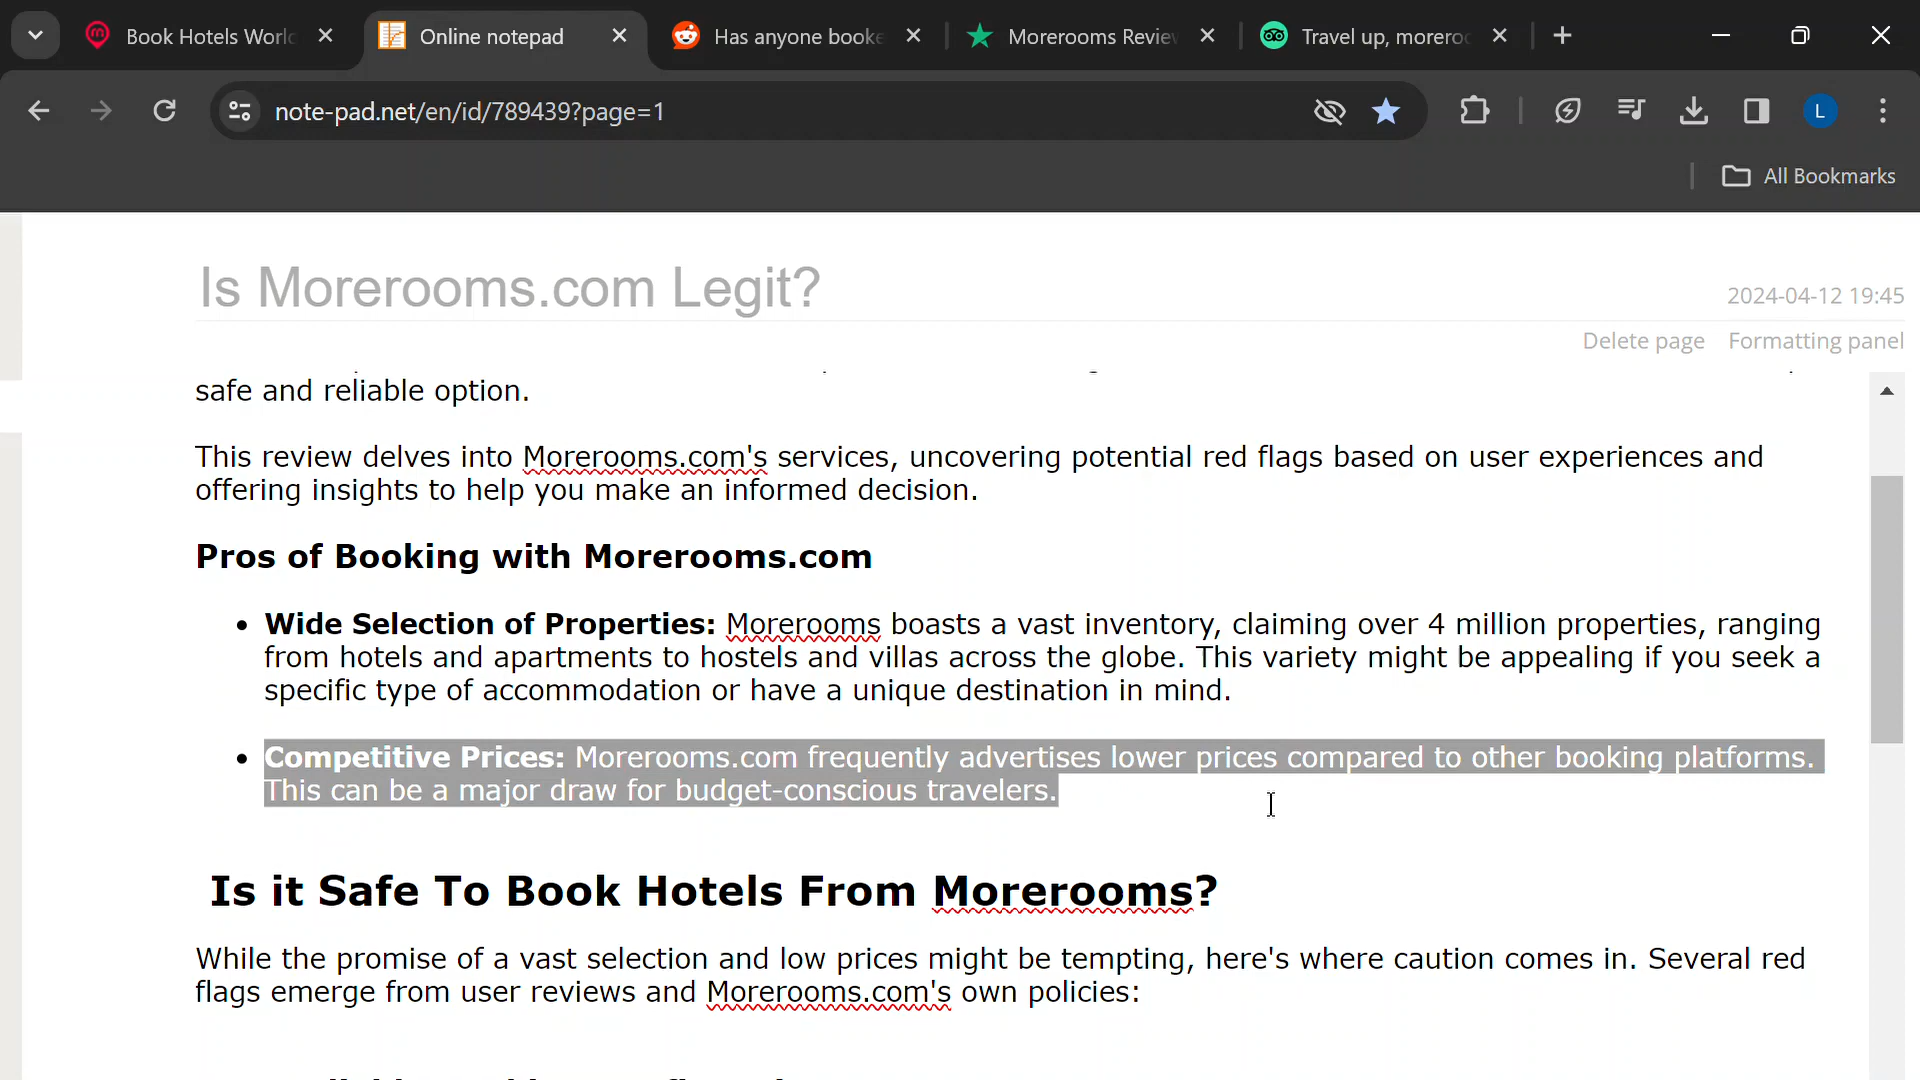 Book Hotels Worl
Online notepad
Has anyone booke
Morerooms Review
Travel up, moreroo
note-pad.net/en/id/789439?page=1
L
All Bookmarks
Is Morerooms.com Legit?
2024-04-12 19:45
Delete page Formatting panel
safe and reliable option.
This review delves into Morerooms.com's services, uncovering potential red flags based on user experiences and
offering insights to help you make an informed decision.
Pros of Booking with Morerooms.com
• Wide Selection of Properties: Morerooms boasts a vast inventory, claiming over 4 million properties, ranging
from hotels and apartments to hostels and villas across the globe. This variety might be appealing if you seek a
specific type of accommodation or have a unique destination in mind.
• Competitive Prices: Morerooms.com frequently advertises lower prices compared to other booking platforms.
This can be a major draw for budget-conscious travelers.
Is it Safe To Book Hotels From Morerooms?
While the promise of a vast selection and low prices might be tempting, here's where caution comes in. Several red
flags emerge from user reviews and Morerooms.com's own policies: